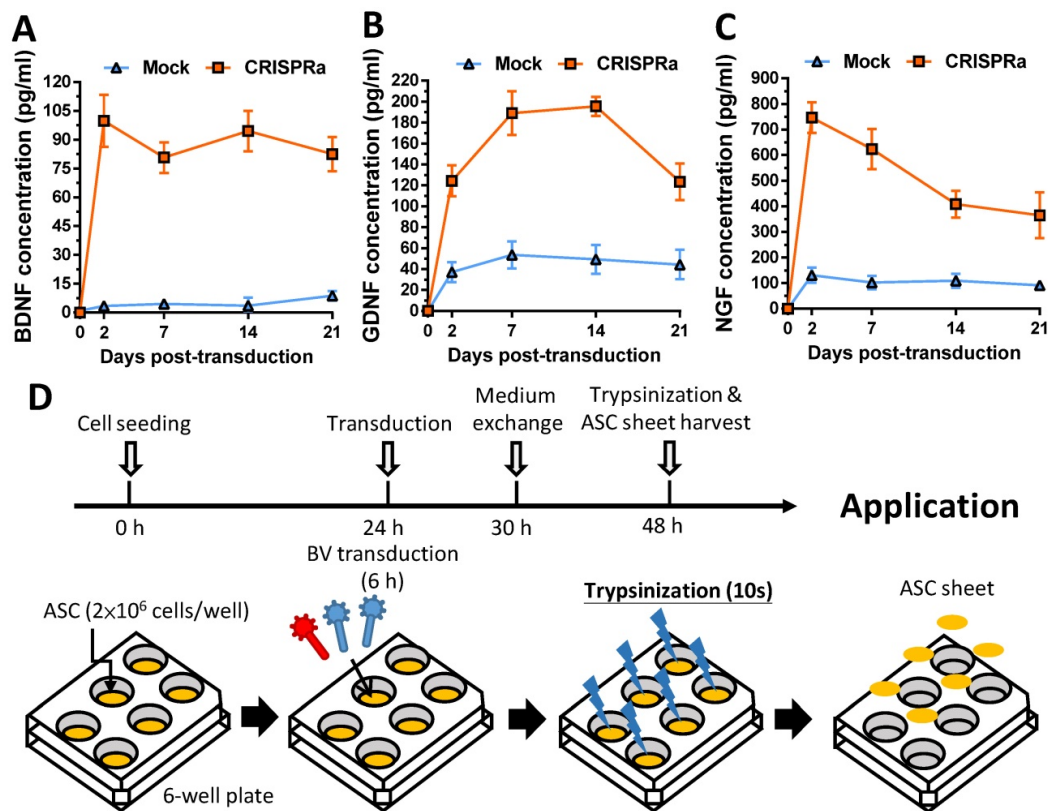 A
Mock
CRISPRa
BDNF concentration (pg/ml)
120
105
90
75
60
45
30
15
0
0 2 7 14 21
Days post-transduction
B
Mock
CRISPRa
GDNF concentration (pg/ml)
220
200
180
160
140
120
100
80
60
40
20
0
0 2 7 14 21
Days post-transduction
C
Mock
CRISPRa
NGF concentration (pg/ml)
900
800
700
600
500
400
300
200
100
0
0 2 7 14 21
Days post-transduction
D
Cell seeding
Transduction
Medium
exchange
Trypsinization &
ASC sheet harvest
0 h
24 h
30 h
48 h
Application
BV transduction
(6 h)
ASC (2×10⁶ cells/well)
Trypsinization (10s)
ASC sheet
6-well plate